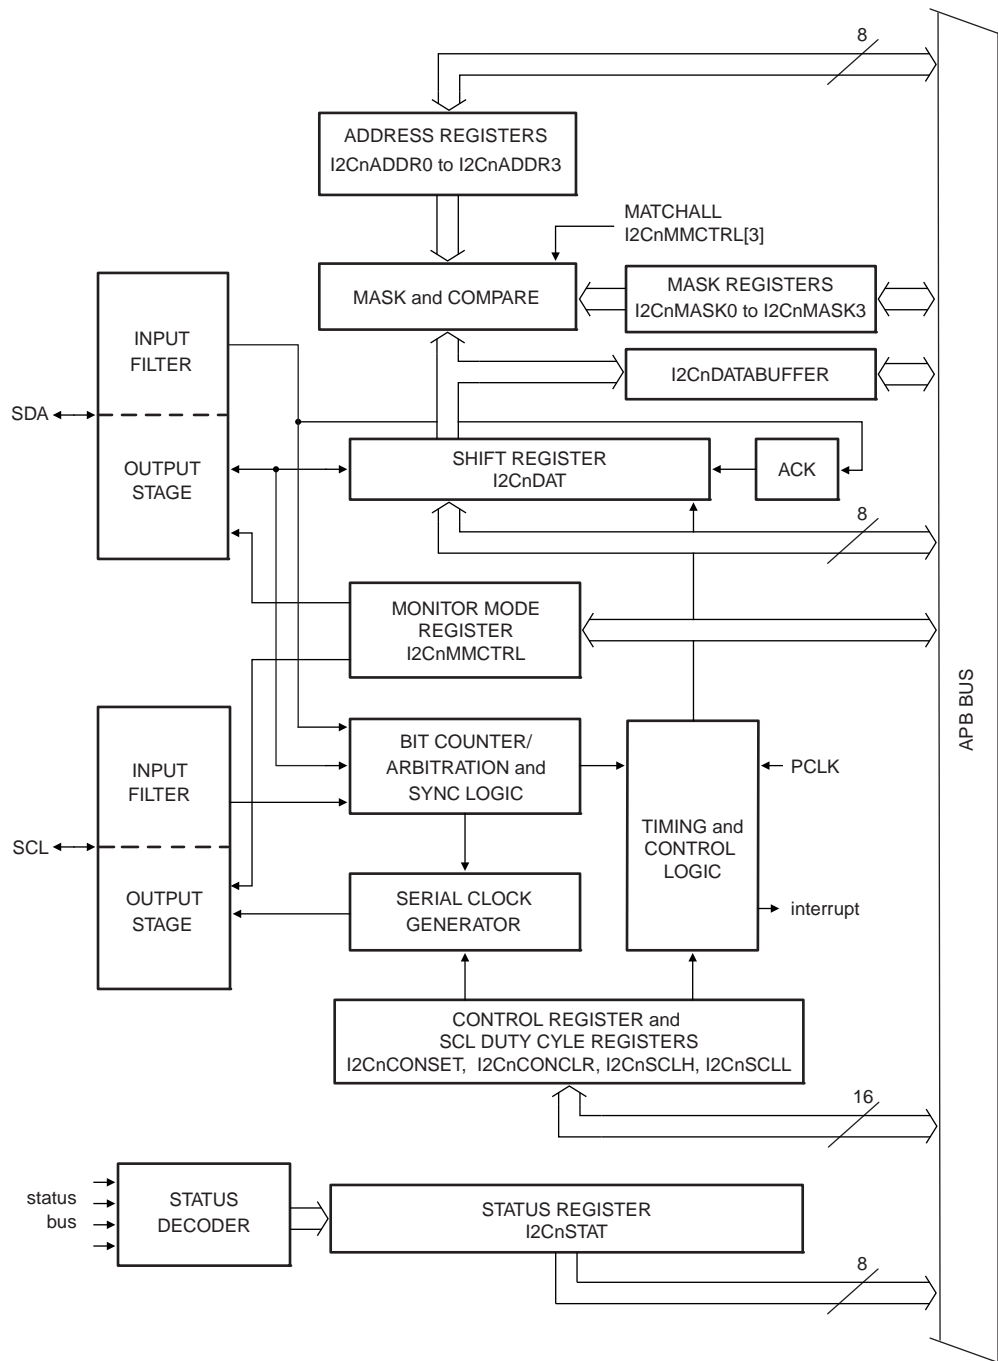 8
ADDRESS REGISTERS
I2CnADDR0 to I2CnADDR3
MATCHALL
I2CnMMCTRL[3]
MASK and COMPARE
MASK REGISTERS
I2CnMASK0 to I2CnMASK3
INPUT
FILTER
I2CnDATABUFFER
SDA
OUTPUT
STAGE
SHIFT REGISTER
I2CnDAT
ACK
8
MONITOR MODE
REGISTER
I2CnMMCTRL
APB BUS
INPUT
FILTER
BIT COUNTER/
ARBITRATION and
SYNC LOGIC
PCLK
TIMING and
CONTROL
LOGIC
SCL
OUTPUT
STAGE
SERIAL CLOCK
GENERATOR
interrupt
CONTROL REGISTER and
SCL DUTY CYLE REGISTERS
I2CnCONSET, I2CnCONCLR, I2CnSCLH, I2CnSCLL
16
status
bus
STATUS
DECODER
STATUS REGISTER
I2CnSTAT
8